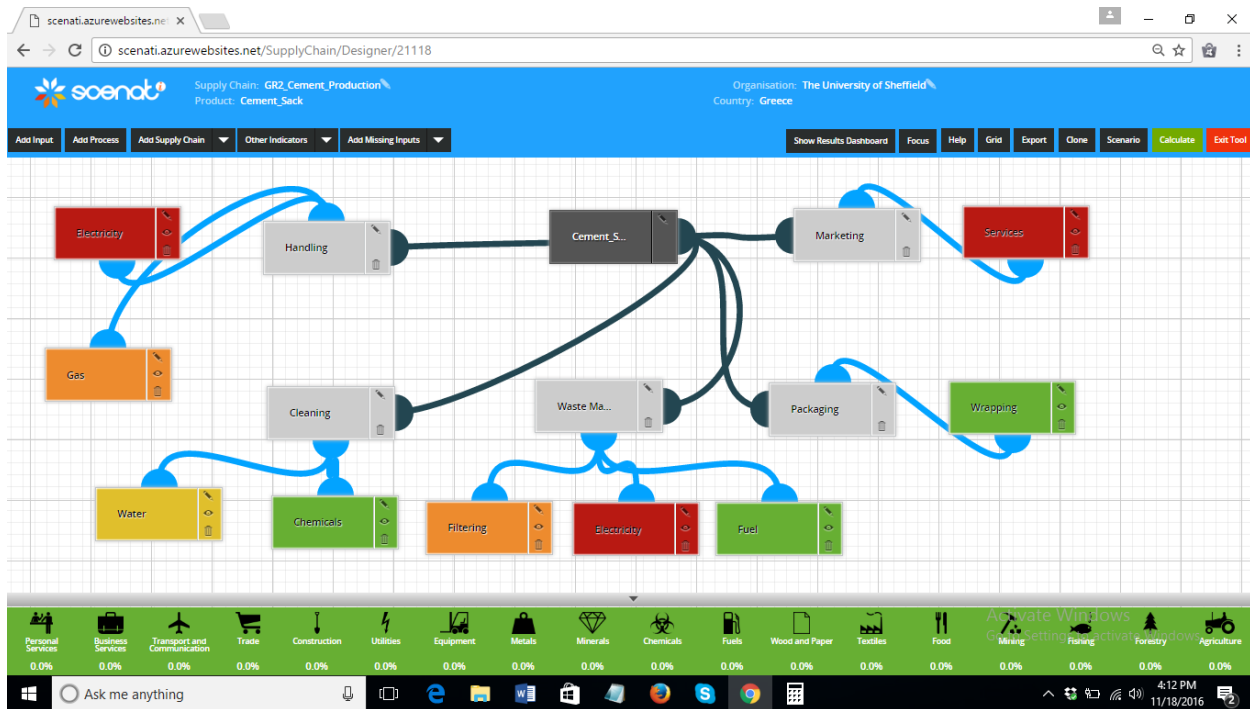 scenati.azurewebsites.ne
scenati.azurewebsites.net/SupplyChain/Designer/21118
scenat
Supply Chain: GR2_Cement_Production
Product: Cement_Sack
Organisation: The University of Sheffield
Country: Greece
Add Input Add Process Add Supply Chain Other Indicators Add Missing Inputs Show Results Dashboard Focus Help Grid Export Clone Scenario Calculate Exit Tool
Electricity
Handling
Cement_S...
Marketing
Services
Gas
Cleaning
Waste Ma...
Packaging
Wrapping
Water
Chemicals
Filtering
Electricity
Fuel
Activate Windows
Personal Services
Business Services
Transport and Communication
Trade
Construction
Utilities
Equipment
Metals
Minerals
Chemicals
Fuels
Wood and Paper
Textiles
Food
Mining
Fishing
Forestry
Agriculture
0.0% 0.0% 0.0% 0.0% 0.0% 0.0% 0.0% 0.0% 0.0% 0.0% 0.0% 0.0% 0.0% 0.0% 0.0% 0.0% 0.0% 0.0%
Ask me anything
4:12 PM
11/18/2016
2